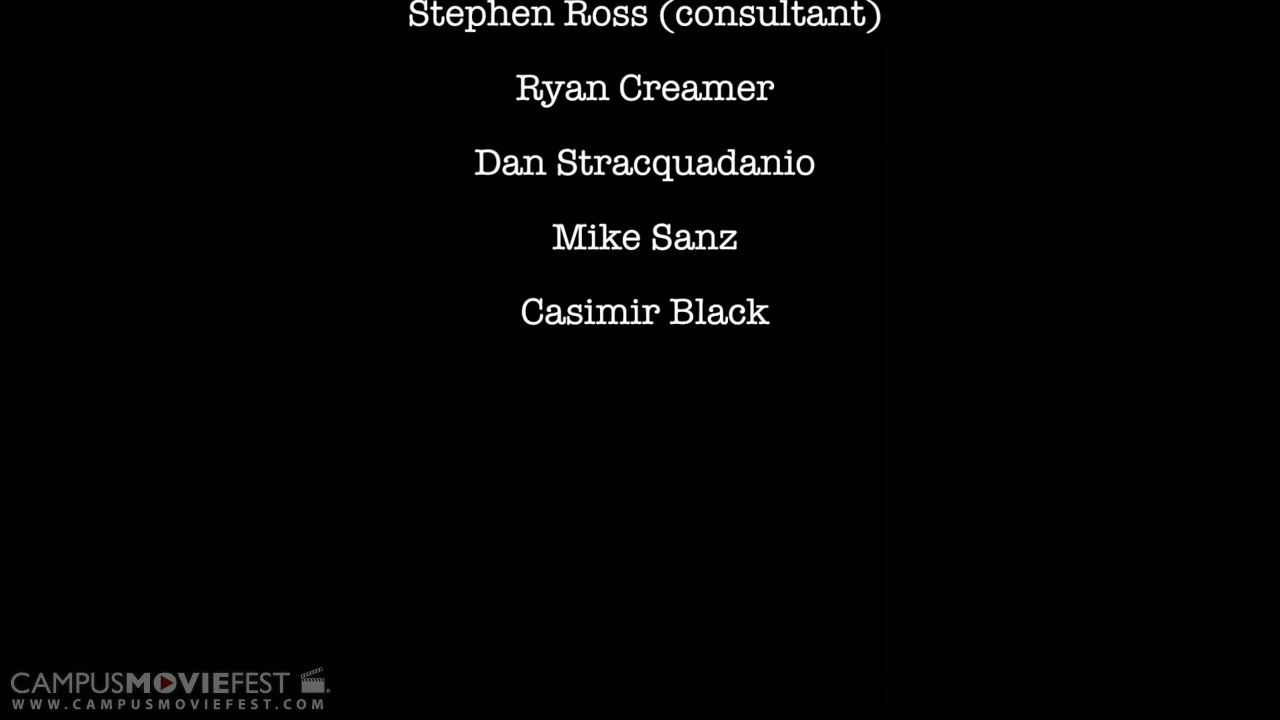 Stephen Ross (consultant)
Ryan Creamer
Dan Stracquadanio
Mike Sanz
Casimir Black
CAMPUSMOVIEFEST
WWW.CAMPUSMOVIEFEST.COM